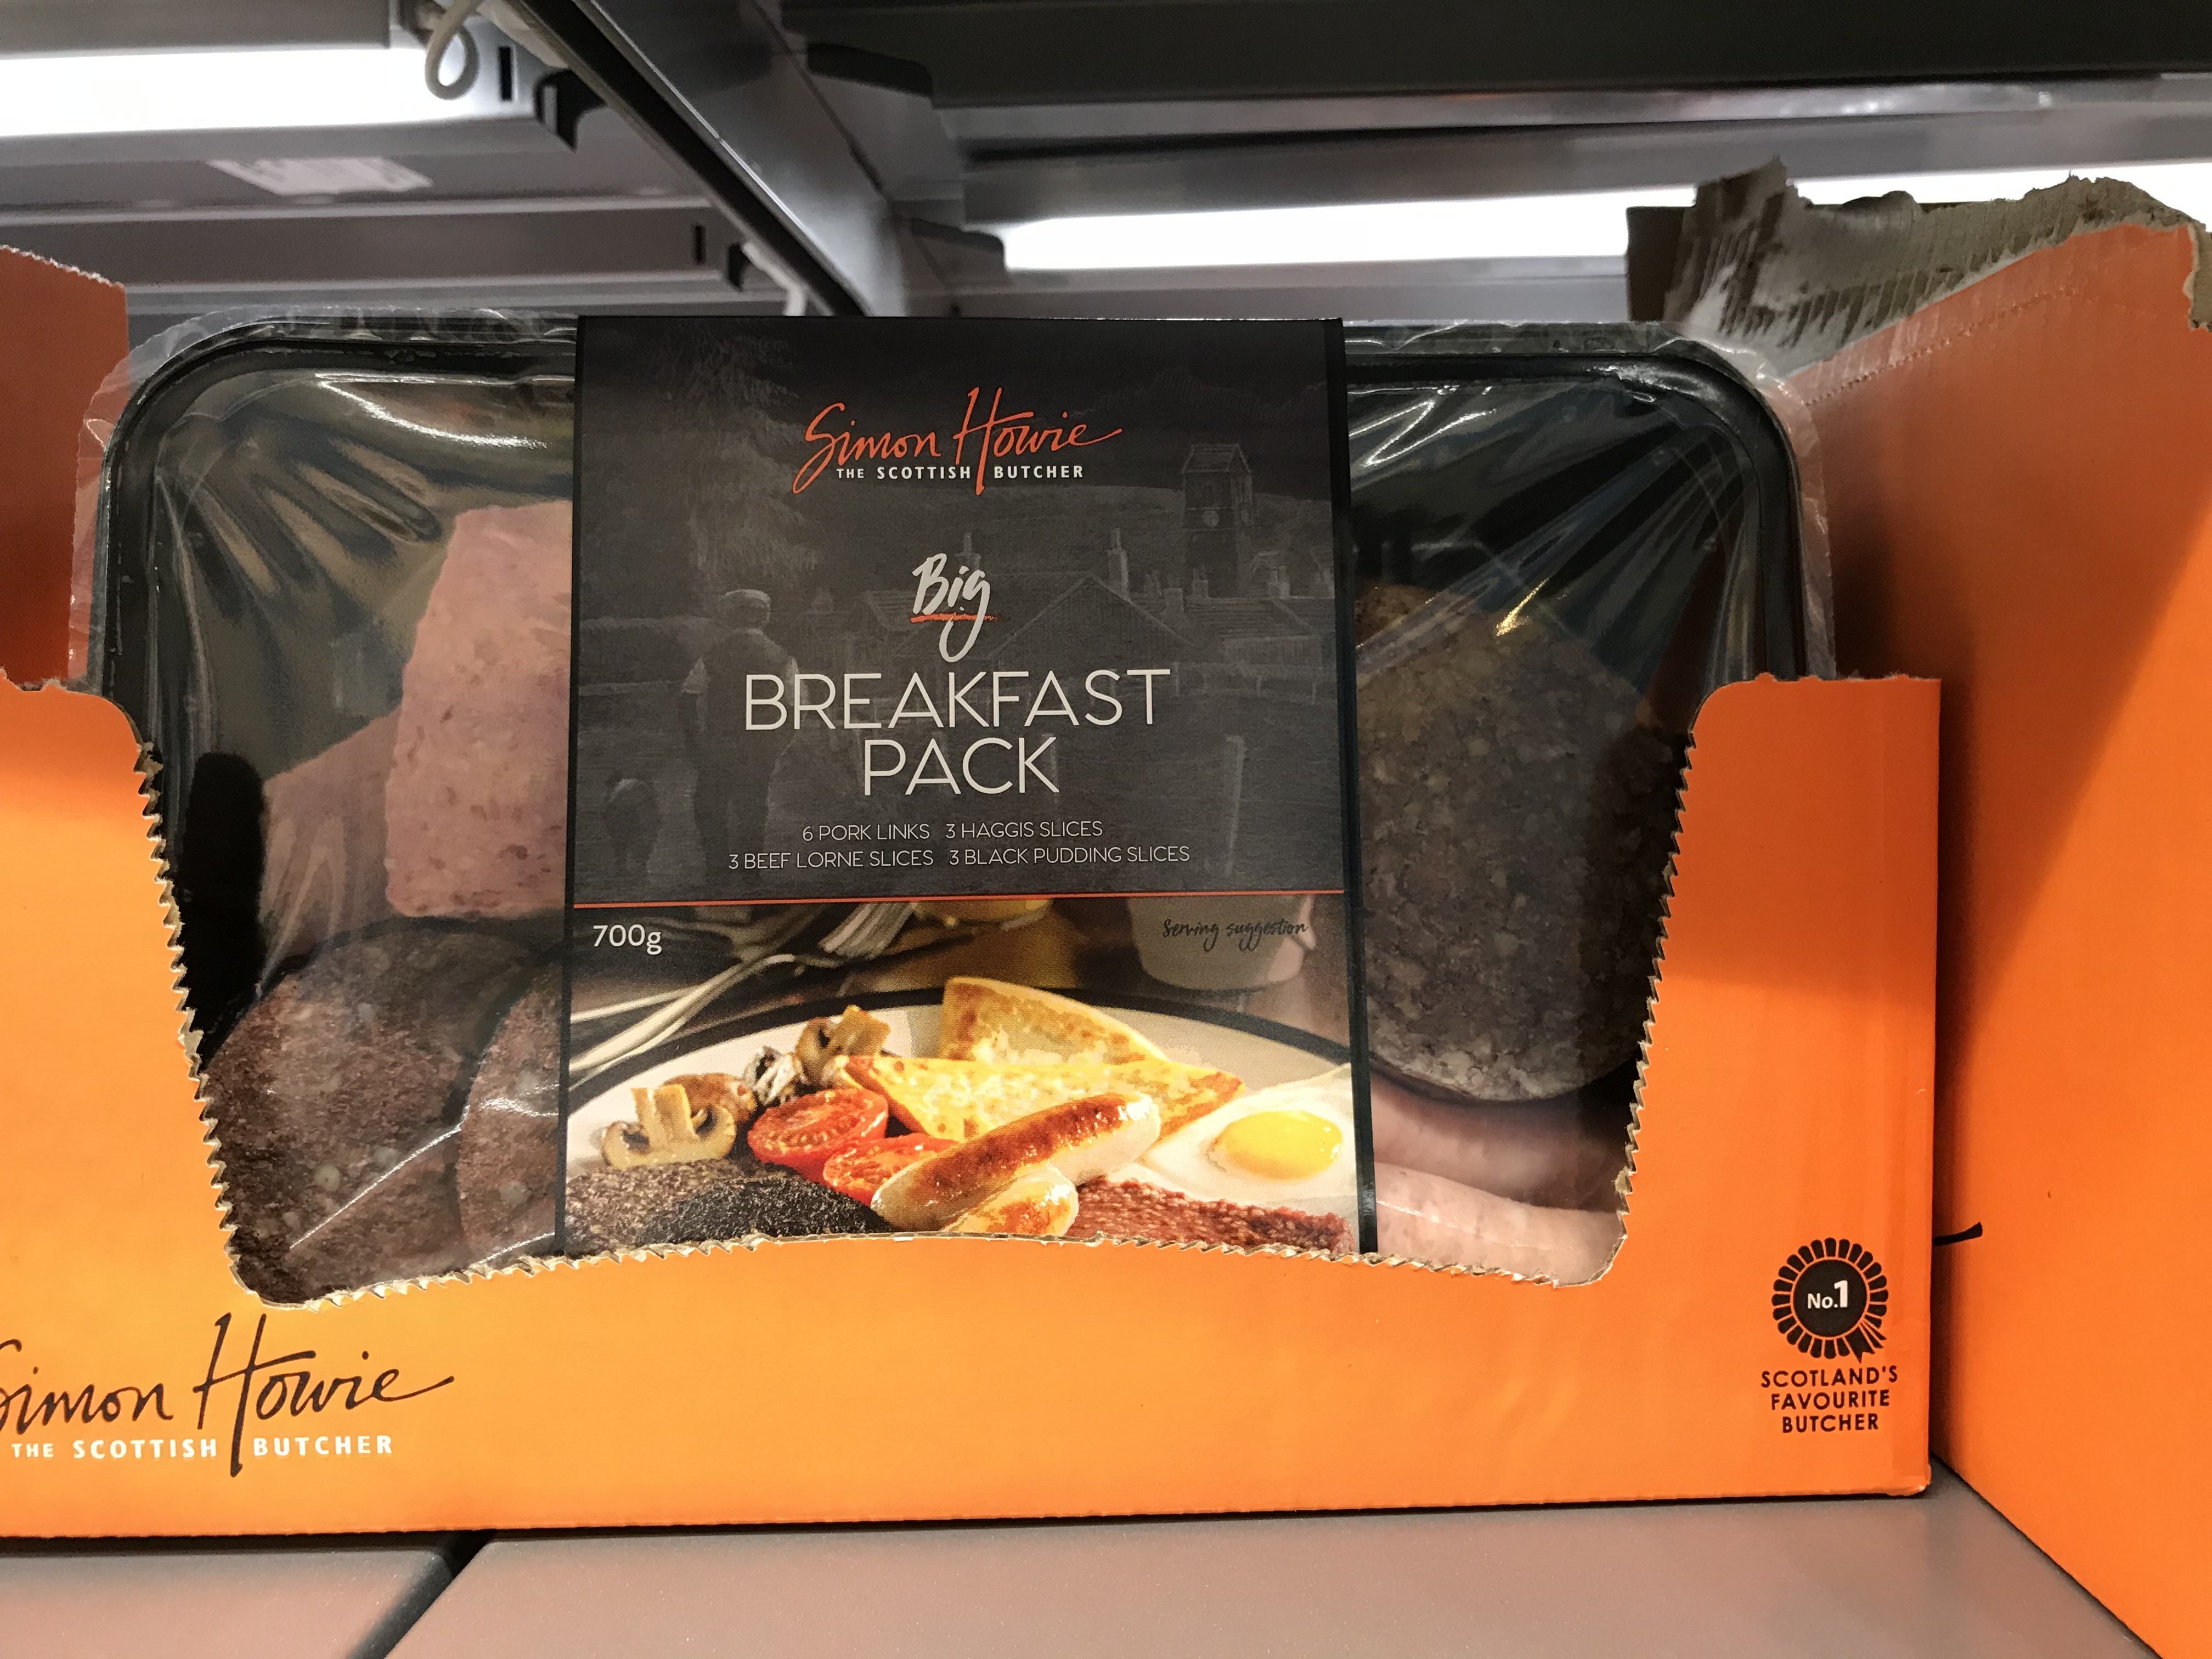 Simon Howie
THE SCOTTISH BUTCHER
Big
BREAKFAST
PACK
6 PORK LINKS 3 HAGGIS SLICES
3 BEEF LORNE SLICES 3 BLACK PUDDING SLICES
700g
Serving suggestion
Simon Howie
THE SCOTTISH BUTCHER
No.1
SCOTLAND'S
FAVOURITE
BUTCHER